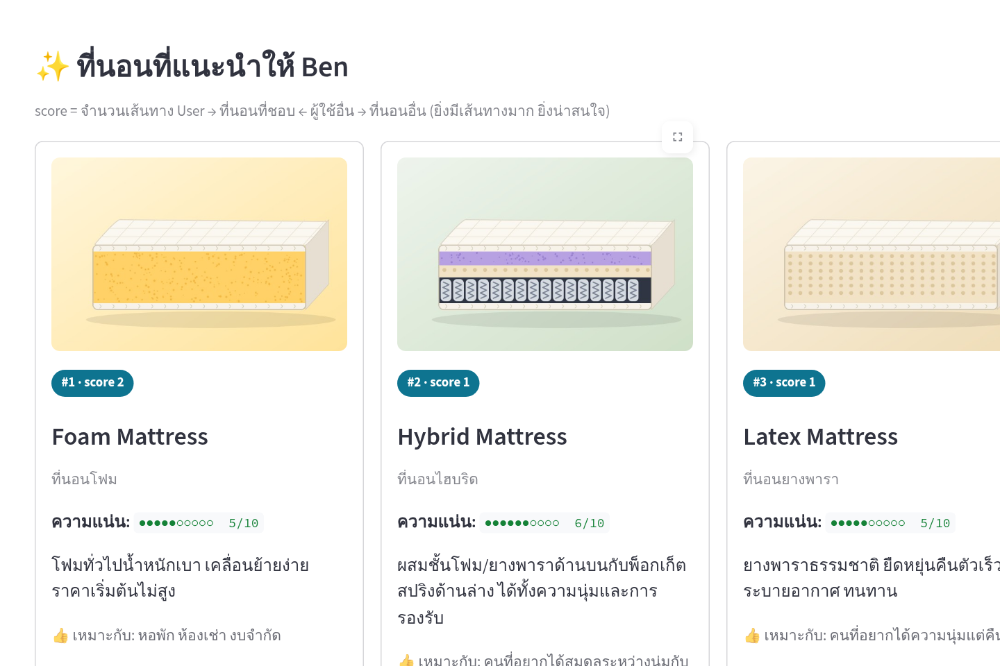 ✨ ที่นอนที่แนะนำให้ Ben
score = จำนวนเส้นทาง User → ที่นอนที่ชอบ ← ผู้ใช้อื่น → ที่นอนอื่น (ยิ่งมีเส้นทางมาก ยิ่งน่าสนใจ)
#1 · score 2
Foam Mattress
ที่นอนโฟม
ความแน่น: ●●●●●○○○○○ 5/10
โฟมทั่วไปน้ำหนักเบา เคลื่อนย้ายง่าย
ราคาเริ่มต้นไม่สูง
👍 เหมาะกับ: หอพัก ห้องเช่า งบจำกัด
#2 · score 1
Hybrid Mattress
ที่นอนไฮบริด
ความแน่น: ●●●●●●○○○○ 6/10
ผสมชั้นโฟม/ยางพาราด้านบนกับพ็อกเก็ต
สปริงด้านล่าง ได้ทั้งความนุ่มและการ
รองรับ
👍 เหมาะกับ: คนที่อยากได้สมดุลระหว่างนุ่มกับ
#3 · score 1
Latex Mattress
ที่นอนยางพารา
ความแน่น: ●●●●●○○○○○ 5/10
ยางพาราธรรมชาติ ยืดหยุ่นคืนตัวเร็ว
ระบายอากาศ ทนทาน
👍 เหมาะกับ: คนที่อยากได้ความนุ่มแต่คืน